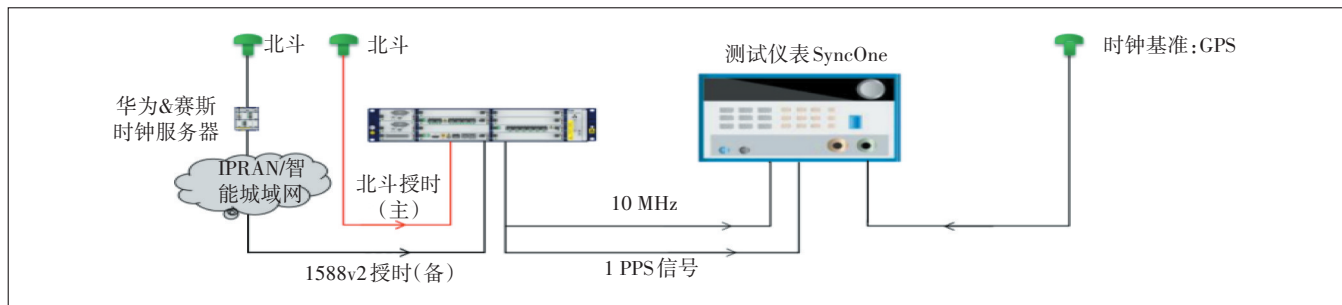 北斗
北斗
测试仪表SyncOne
时钟基准:GPS
华为&赛斯
时钟服务器
IPRAN/智
能城域网
北斗授时
(主)
10 MHz
1588v2授时(备)
1 PPS信号